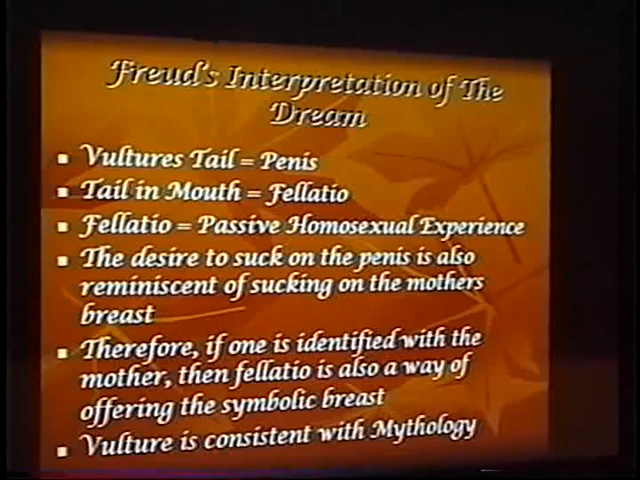 Freud's Interpretation of The
Dream
▪ Vultures Tail = Penis
▪ Tail in Mouth = Fellatio
▪ Fellatio = Passive Homosexual Experience
▪ The desire to suck on the penis is also
reminiscent of sucking on the mothers
breast
▪ Therefore, if one is identified with the
mother, then fellatio is also a way of
offering the symbolic breast
▪ Vulture is consistent with Mythology